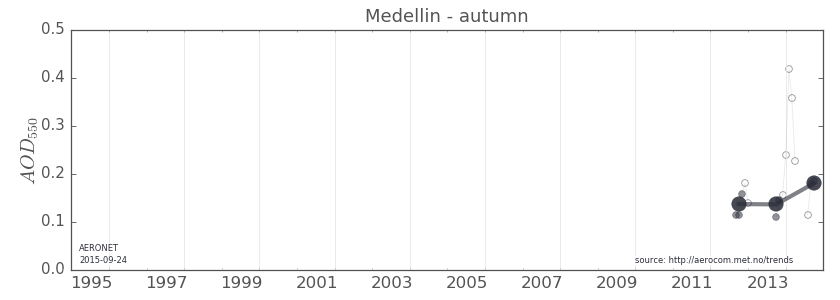 Medellin - autumn
0.5
0.4
0.3
0.2
0.1
0.0
AOD550
AERONET
2015-09-24
source: http://aerocom.met.no/trends
1995 1997 1999 2001 2003 2005 2007 2009 2011 2013